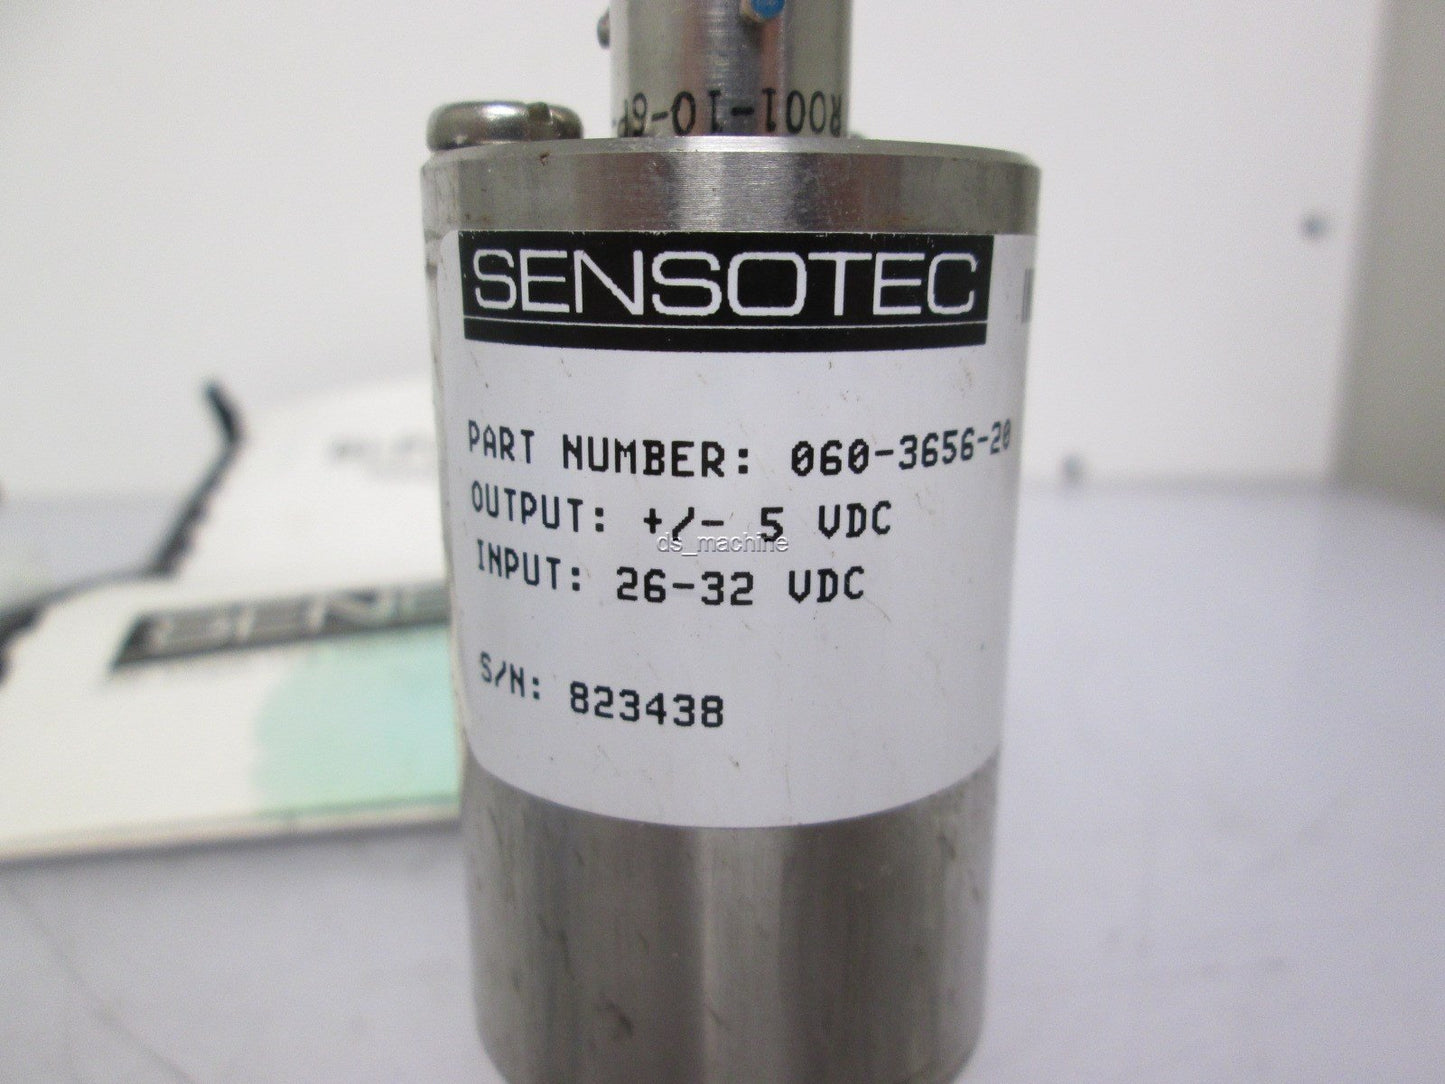 R001-10-6P
SENSOTEC
PART NUMBER: 060-3656-20
OUTPUT: +/- 5 VDC
ds_machine
INPUT: 26-32 VDC
S/N: 823438